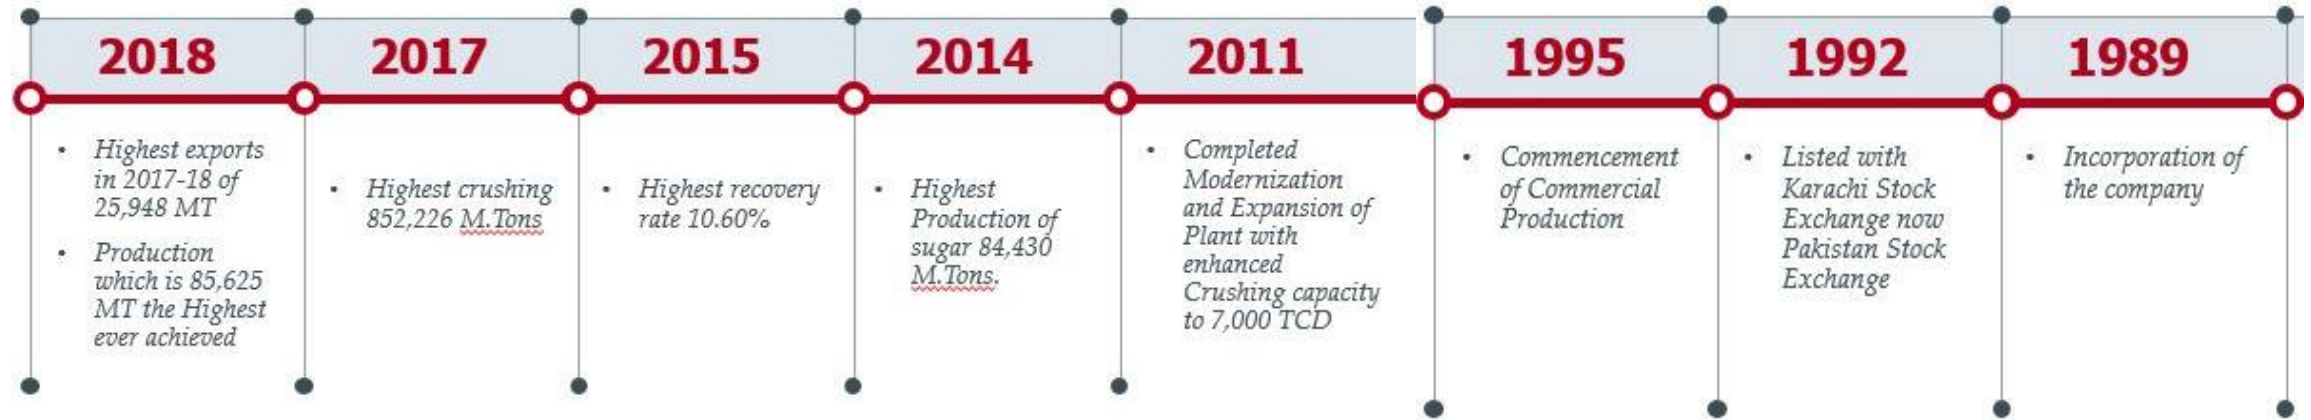 2018
2017
2015
2014
2011
1995
1992
1989
• Highest exports
in 2017-18 of
25,948 MT
• Production
which is 85,625
MT the Highest
ever achieved
• Highest crushing
852,226 M.Tons
• Highest recovery
rate 10.60%
• Highest
Production of
sugar 84,430
M.Tons.
• Completed
Modernization
and Expansion of
Plant with
enhanced
Crushing capacity
to 7,000 TCD
• Commencement
of Commercial
Production
• Listed with
Karachi Stock
Exchange now
Pakistan Stock
Exchange
• Incorporation of
the company